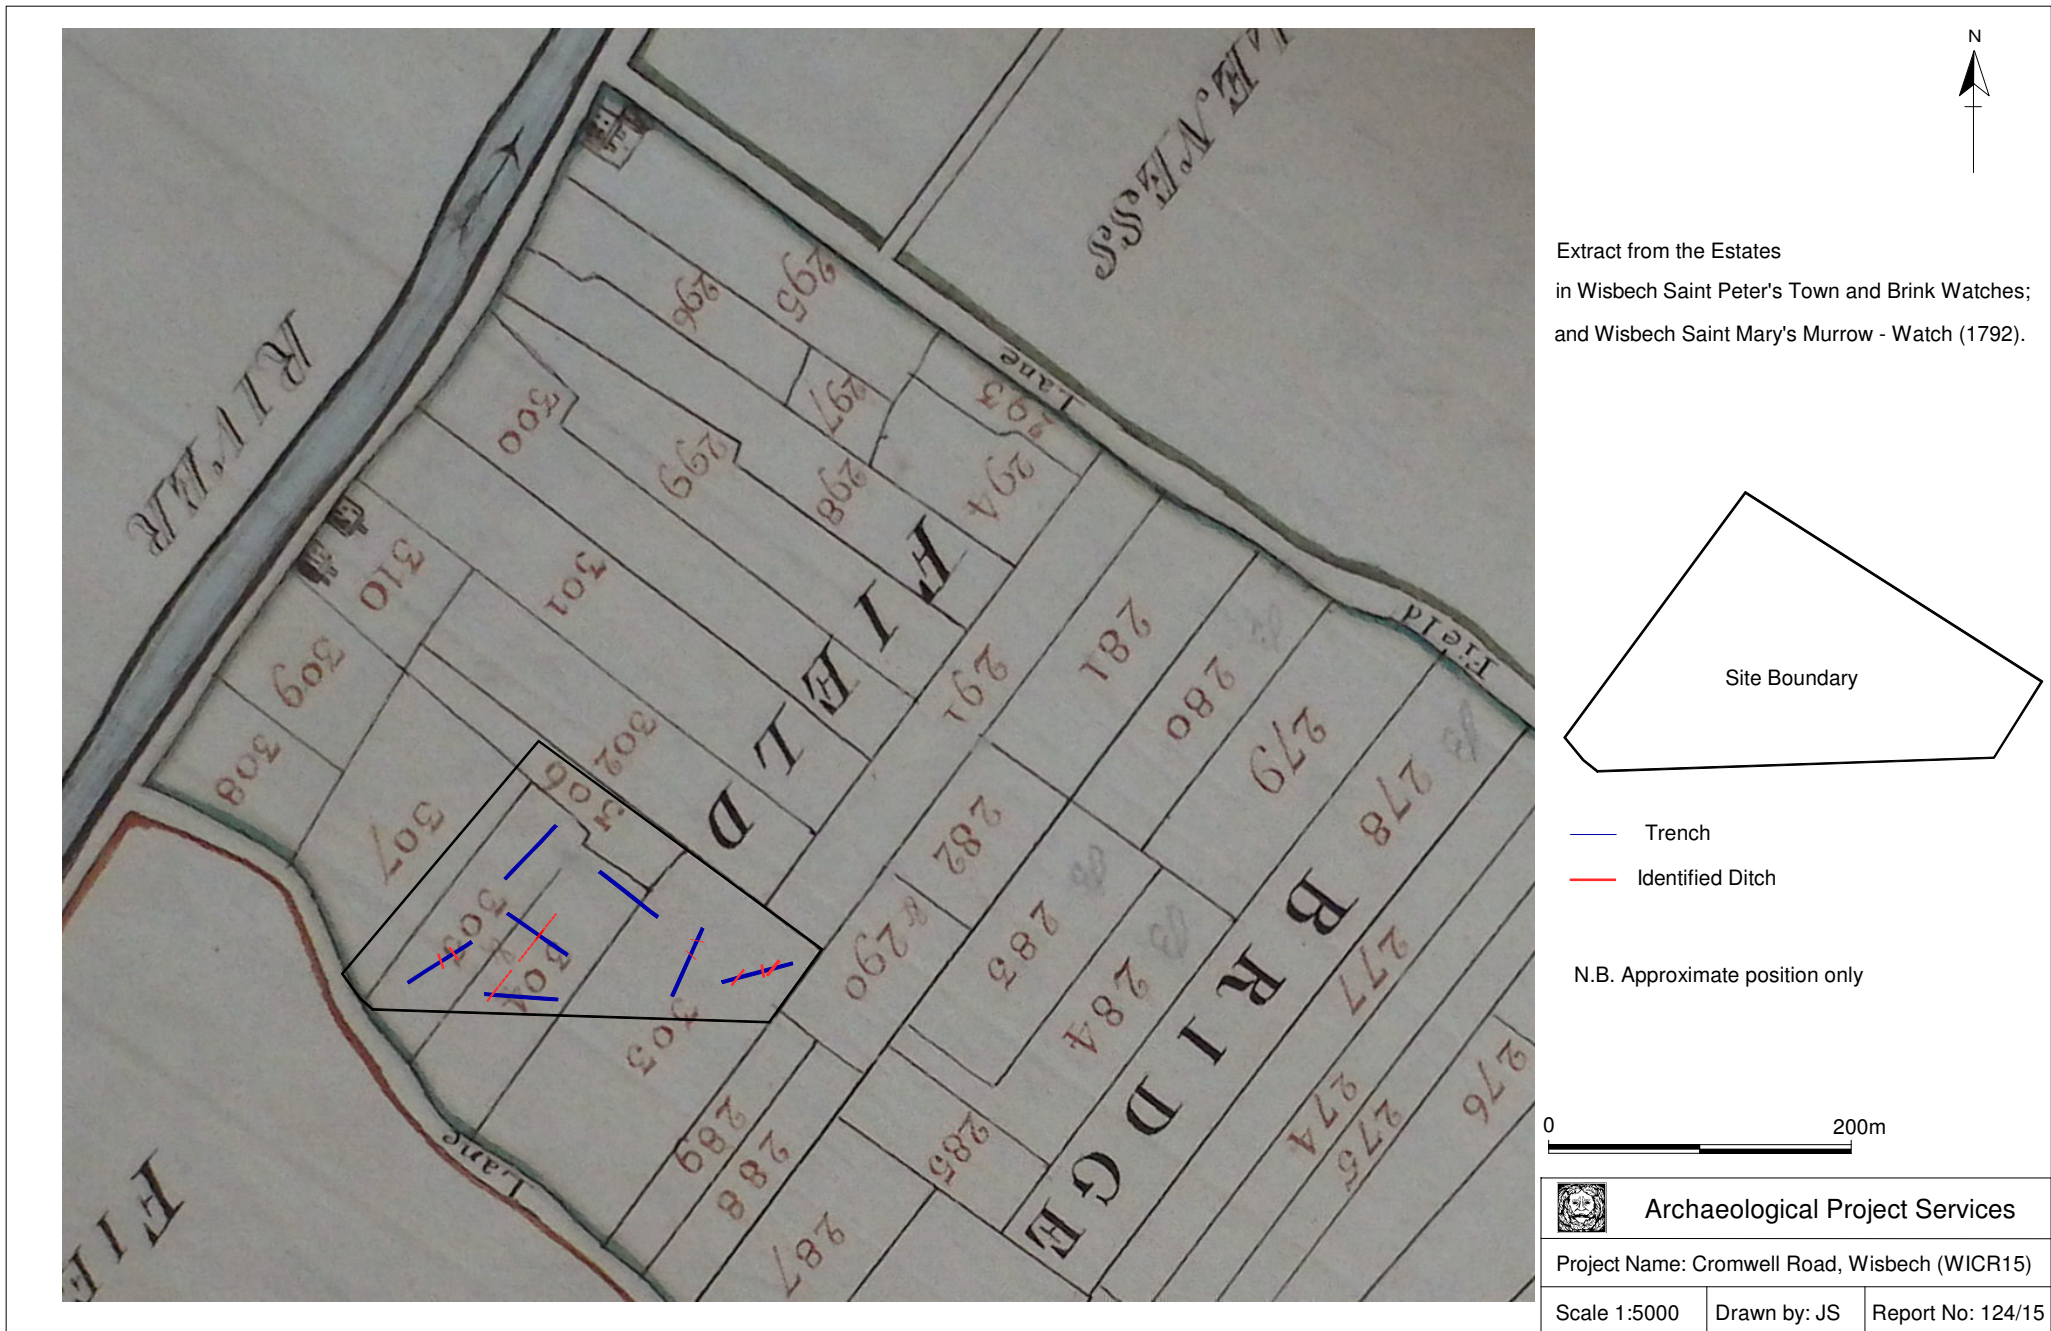 N
Extract from the Estates
in Wisbech Saint Peter's Town and Brink Watches;
and Wisbech Saint Mary's Murrow - Watch (1792).
Site Boundary
Trench
Identified Ditch
N.B. Approximate position only
0 200m
Archaeological Project Services
Project Name: Cromwell Road, Wisbech (WICR15)
Scale 1:5000
Drawn by: JS
Report No: 124/15
RIVER
BRIDGE
FIELD
Field
Lane
Lane
295
296
297
293
294
298
299
300
301
302
310
309
308
307
306
303
304
305
291
281
280
279
278
277
276
275
274
282
283
284
285
& 290
289
288
287